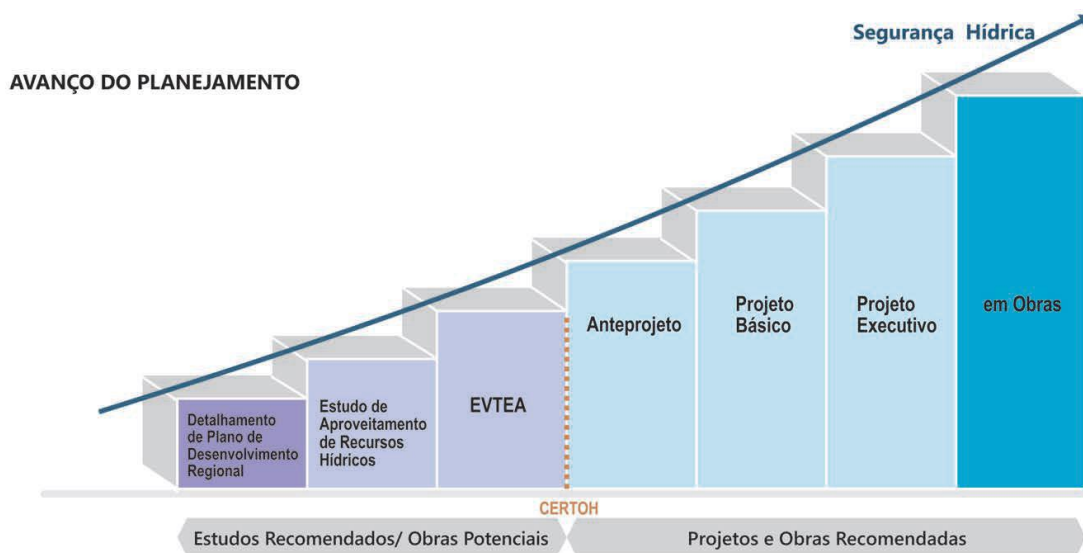 Segurança Hídrica
AVANÇO DO PLANEJAMENTO
Detalhamento
de Plano de
Desenvolvimento
Regional
Estudo de
Aproveitamento
de Recursos
Hídricos
EVTEA
Anteprojeto
Projeto
Básico
Projeto
Executivo
em Obras
CERTOH
Estudos Recomendados/ Obras Potenciais
Projetos e Obras Recomendadas